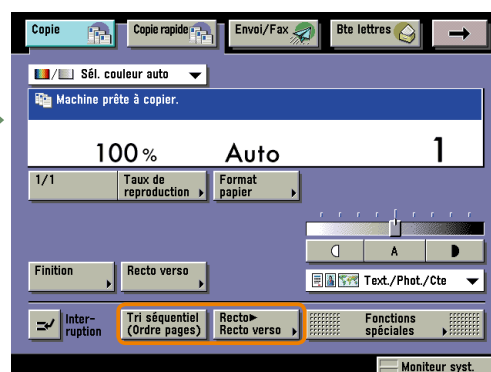 Copie
Copie rapide
Envoi/Fax
Bte lettres
Sél. couleur auto
Machine prête à copier.
100 % Auto 1
1/1
Taux de
reproduction
Format
papier
A
Finition
Recto verso
Text./Phot./Cte
Inter-
ruption
Tri séquentiel
(Ordre pages)
Recto►
Recto verso
Fonctions
spéciales
Moniteur syst.